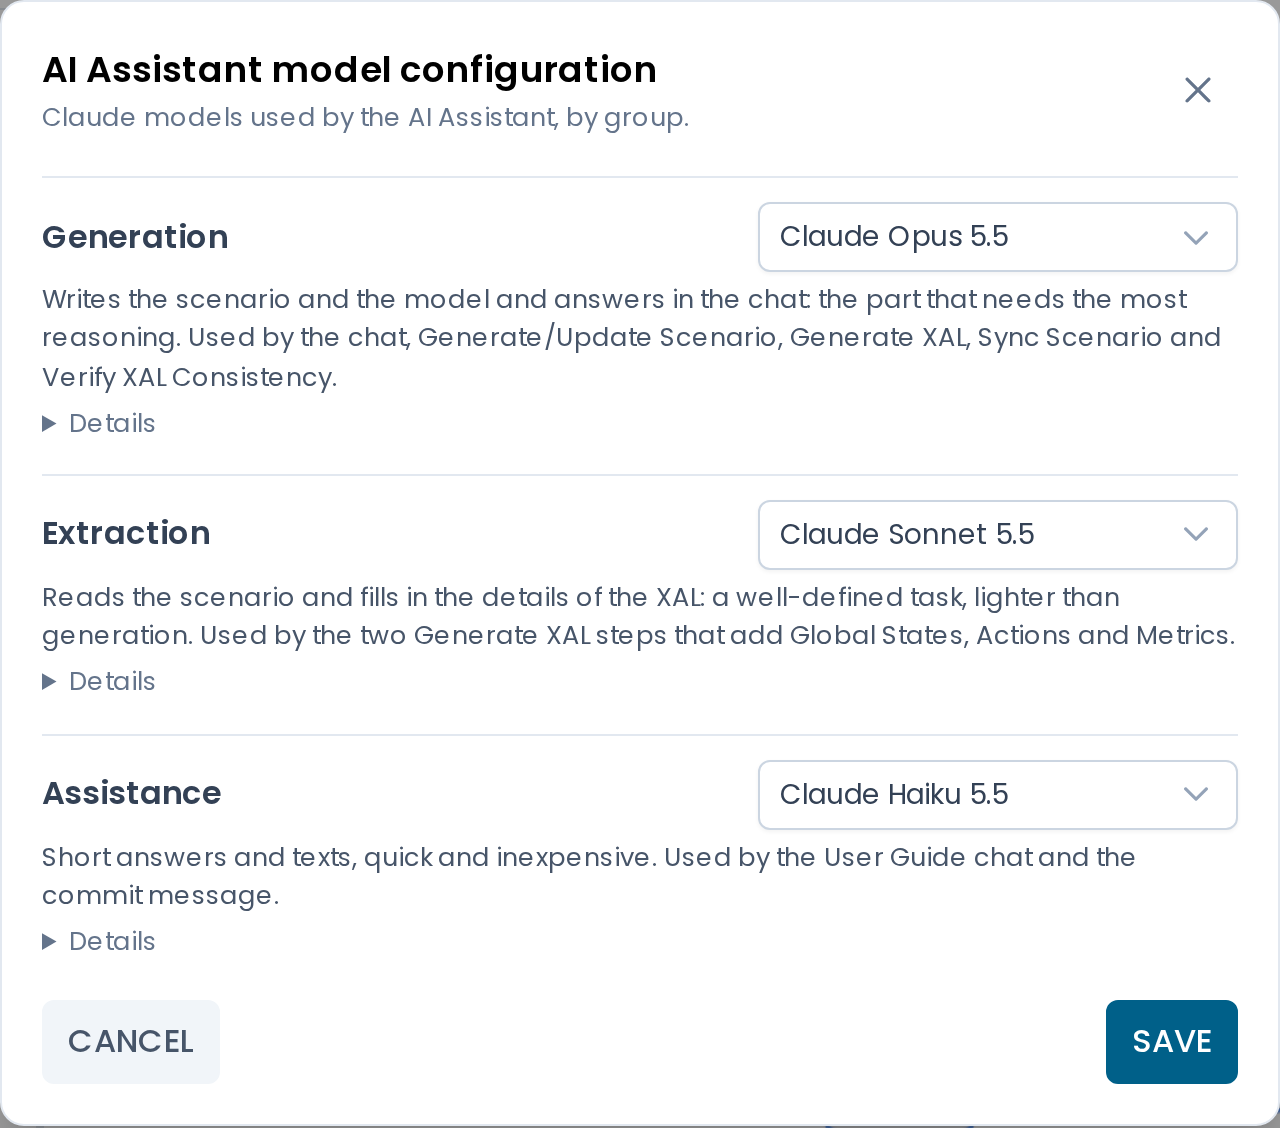 AI Assistant model configuration
Claude models used by the AI Assistant, by group.
Generation
Claude Opus 5.5
Writes the scenario and the model and answers in the chat: the part that needs the most
reasoning. Used by the chat, Generate/Update Scenario, Generate XAL, Sync Scenario and
Verify XAL Consistency.
Details
Extraction
Claude Sonnet 5.5
Reads the scenario and fills in the details of the XAL: a well-defined task, lighter than
generation. Used by the two Generate XAL steps that add Global States, Actions and Metrics.
Details
Assistance
Claude Haiku 5.5
Short answers and texts, quick and inexpensive. Used by the User Guide chat and the
commit message.
Details
CANCEL
SAVE